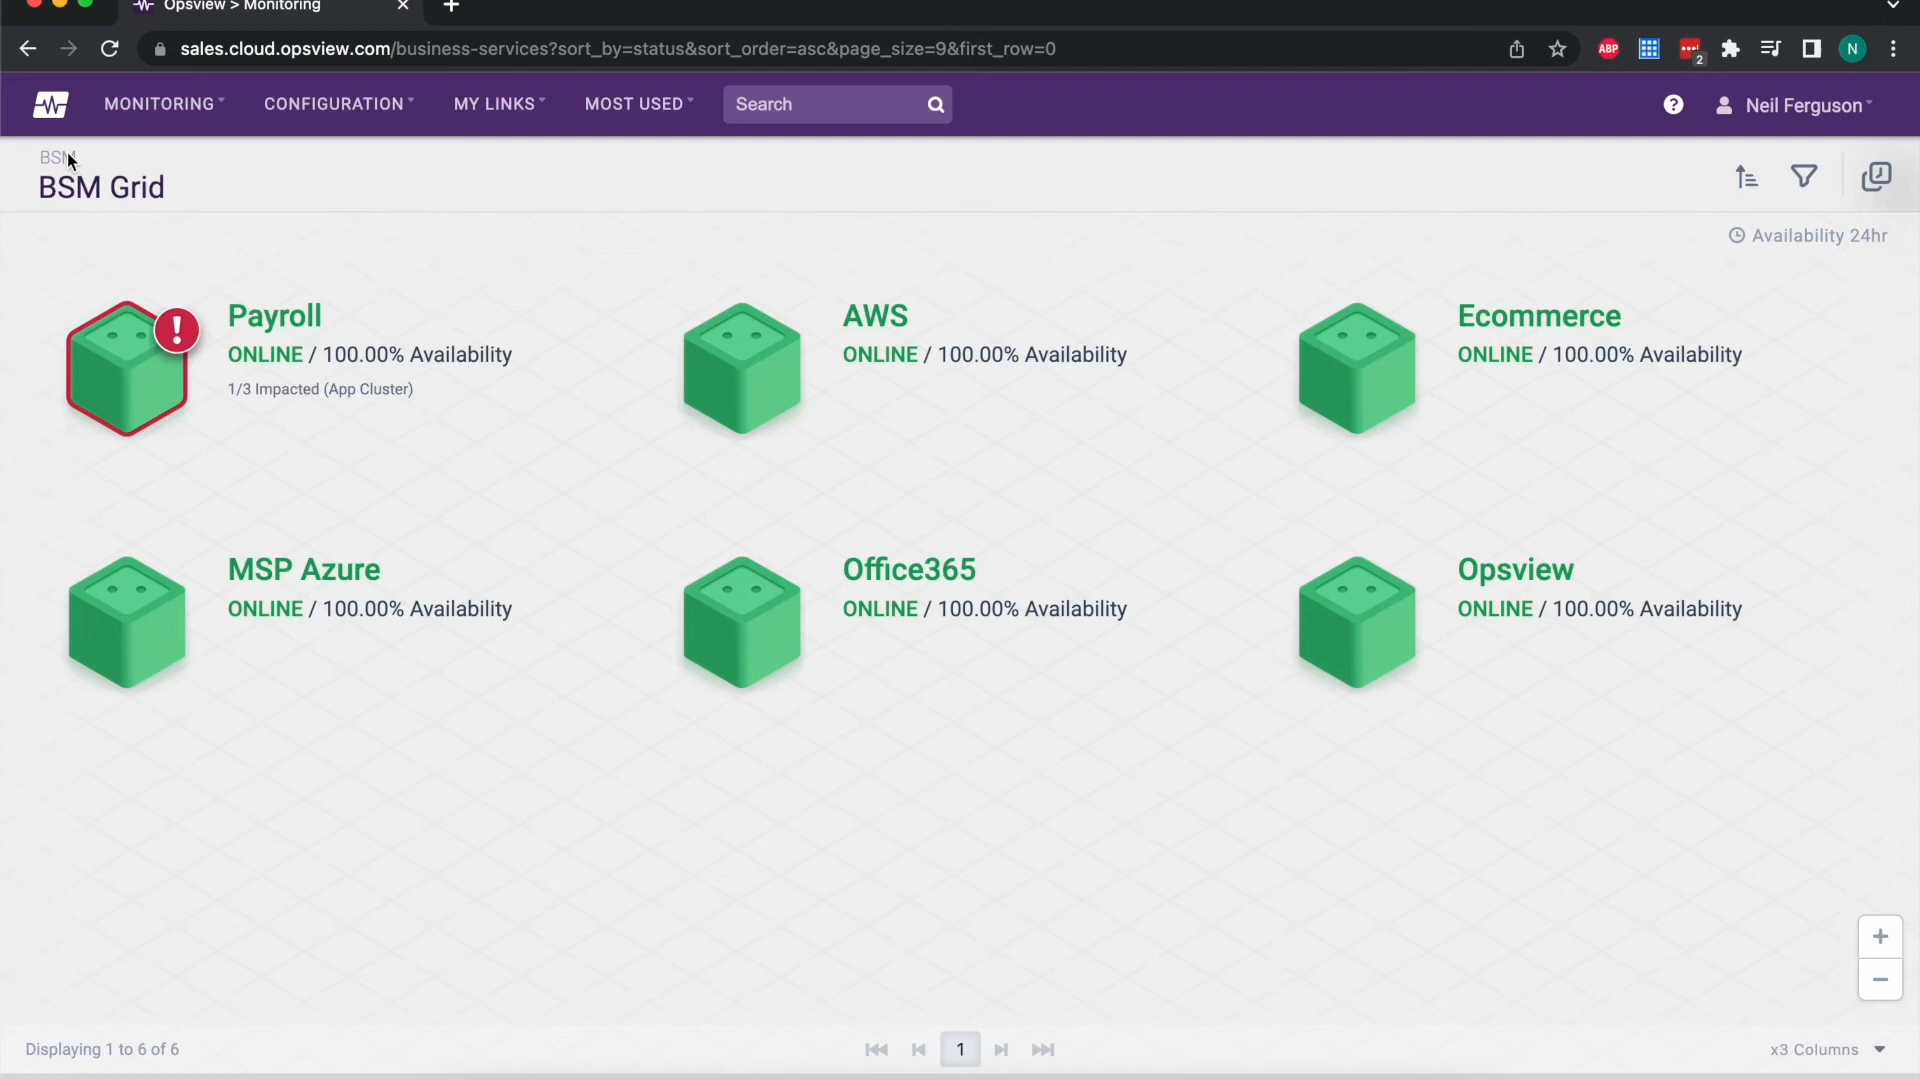 Opsview > Monitoring
sales.cloud.opsview.com/business-services?sort_by=status&sort_order=asc&page_size=9&first_row=0
ABP
2
N
MONITORING
CONFIGURATION
MY LINKS
MOST USED
Search
?
Neil Ferguson
BSM
BSM Grid
Availability 24hr
!
Payroll
ONLINE / 100.00% Availability
1/3 Impacted (App Cluster)
AWS
ONLINE / 100.00% Availability
Ecommerce
ONLINE / 100.00% Availability
MSP Azure
ONLINE / 100.00% Availability
Office365
ONLINE / 100.00% Availability
Opsview
ONLINE / 100.00% Availability
+
−
Displaying 1 to 6 of 6
1
x3 Columns